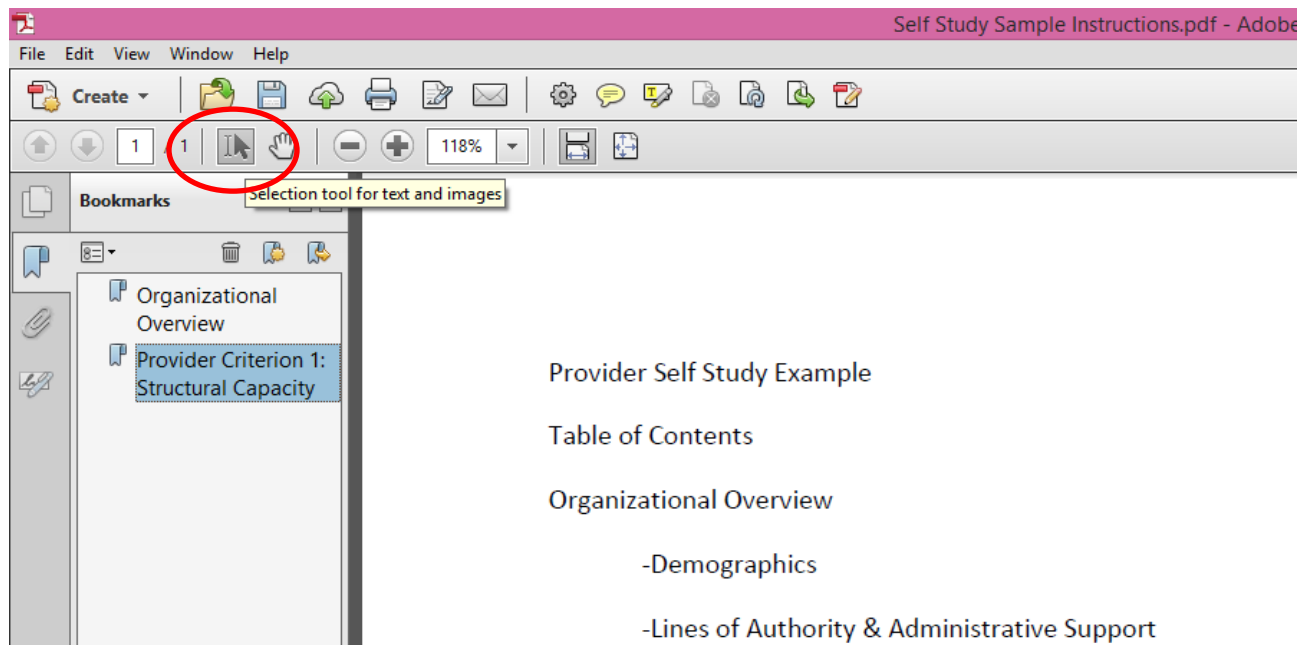 Self Study Sample Instructions.pdf - Adobe
File Edit View Window Help
Create
1 / 1 118%
Selection tool for text and images
Bookmarks
Organizational
Overview
Provider Criterion 1:
Structural Capacity
Provider Self Study Example
Table of Contents
Organizational Overview
-Demographics
-Lines of Authority & Administrative Support